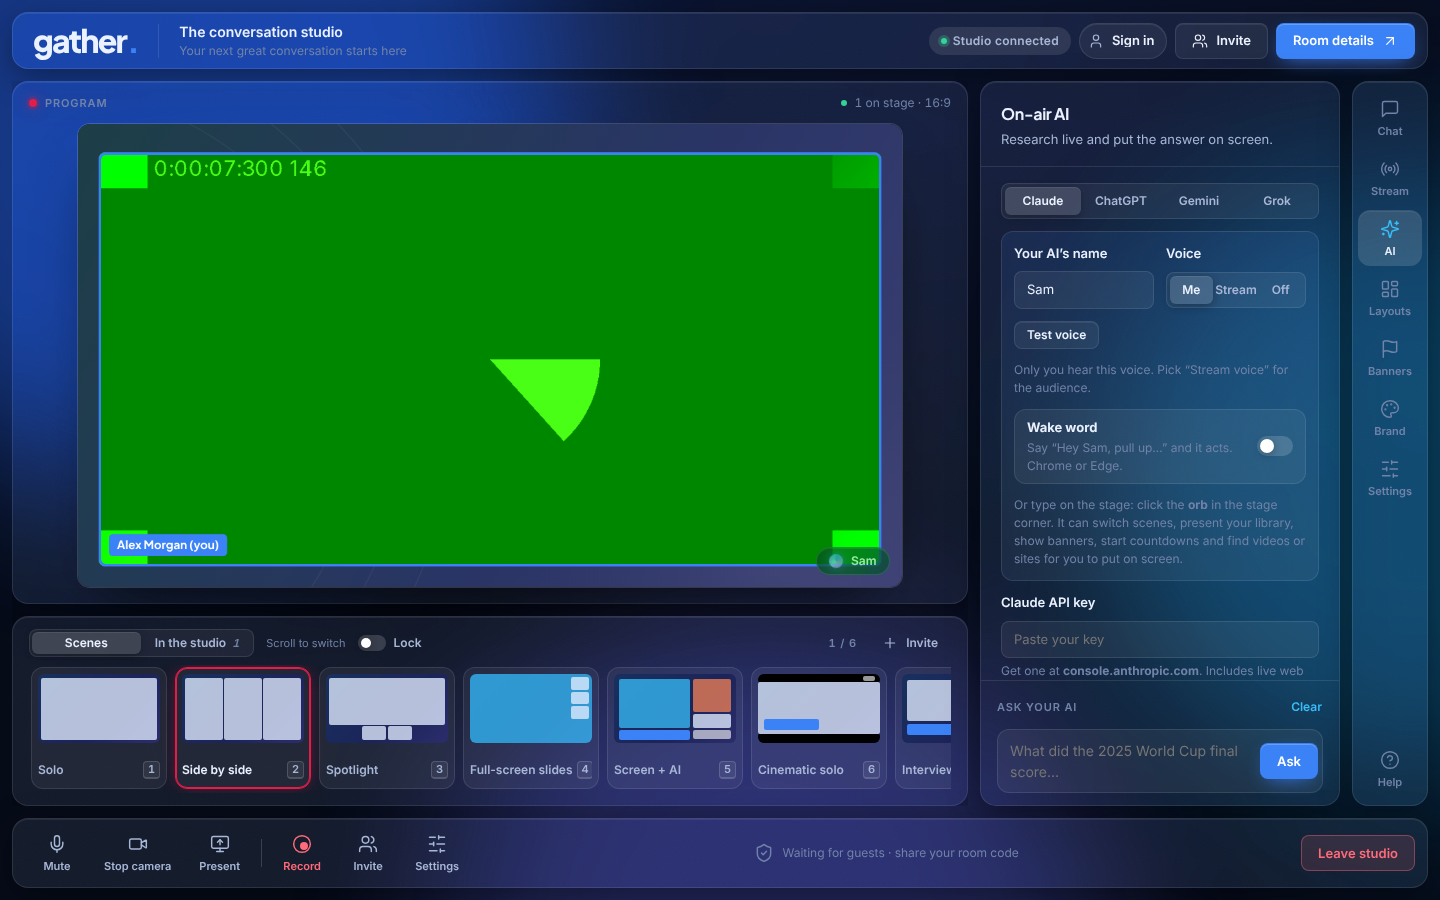 gather.
The conversation studio
Your next great conversation starts here
Studio connected
Sign in
Invite
Room details
PROGRAM
1 on stage · 16:9
0:00:07:300 146
Alex Morgan (you)
Sam
Scenes
In the studio 1
Scroll to switch
Lock
1 / 6
Invite
Solo 1
Side by side 2
Spotlight 3
Full-screen slides 4
Screen + AI 5
Cinematic solo 6
Interview
On-air AI
Research live and put the answer on screen.
Claude
ChatGPT
Gemini
Grok
Your AI's name
Voice
Sam
Me
Stream
Off
Test voice
Only you hear this voice. Pick “Stream voice” for
the audience.
Wake word
Say “Hey Sam, pull up…” and it acts.
Chrome or Edge.
Or type on the stage: click the orb in the stage
corner. It can switch scenes, present your library,
show banners, start countdowns and find videos or
sites for you to put on screen.
Claude API key
Paste your key
Get one at console.anthropic.com. Includes live web
ASK YOUR AI
Clear
What did the 2025 World Cup final
score…
Ask
Chat
Stream
AI
Layouts
Banners
Brand
Settings
Help
Mute
Stop camera
Present
Record
Invite
Settings
Waiting for guests · share your room code
Leave studio